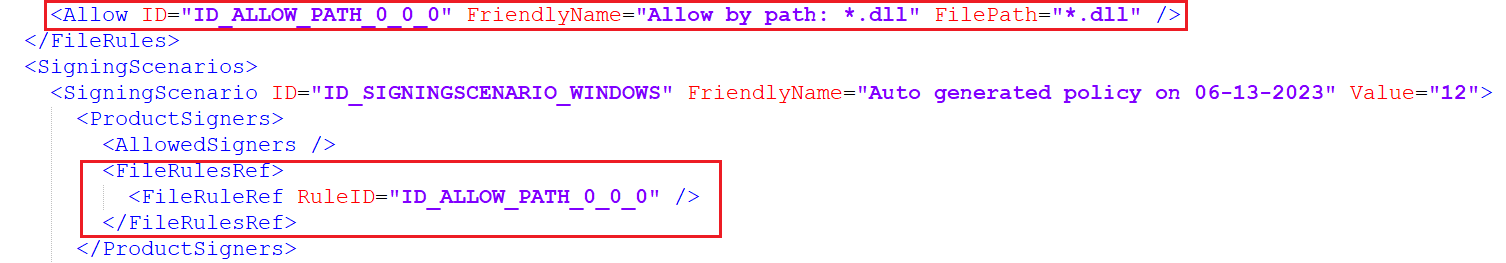 <Allow ID="ID_ALLOW_PATH_0_0_0" FriendlyName="Allow by path: *.dll" FilePath="*.dll" />
</FileRules>
<SigningScenarios>
<SigningScenario ID="ID_SIGNINGSCENARIO_WINDOWS" FriendlyName="Auto generated policy on 06-13-2023" Value="12">
<ProductSigners>
<AllowedSigners />
<FileRulesRef>
<FileRuleRef RuleID="ID_ALLOW_PATH_0_0_0" />
</FileRulesRef>
</ProductSigners>